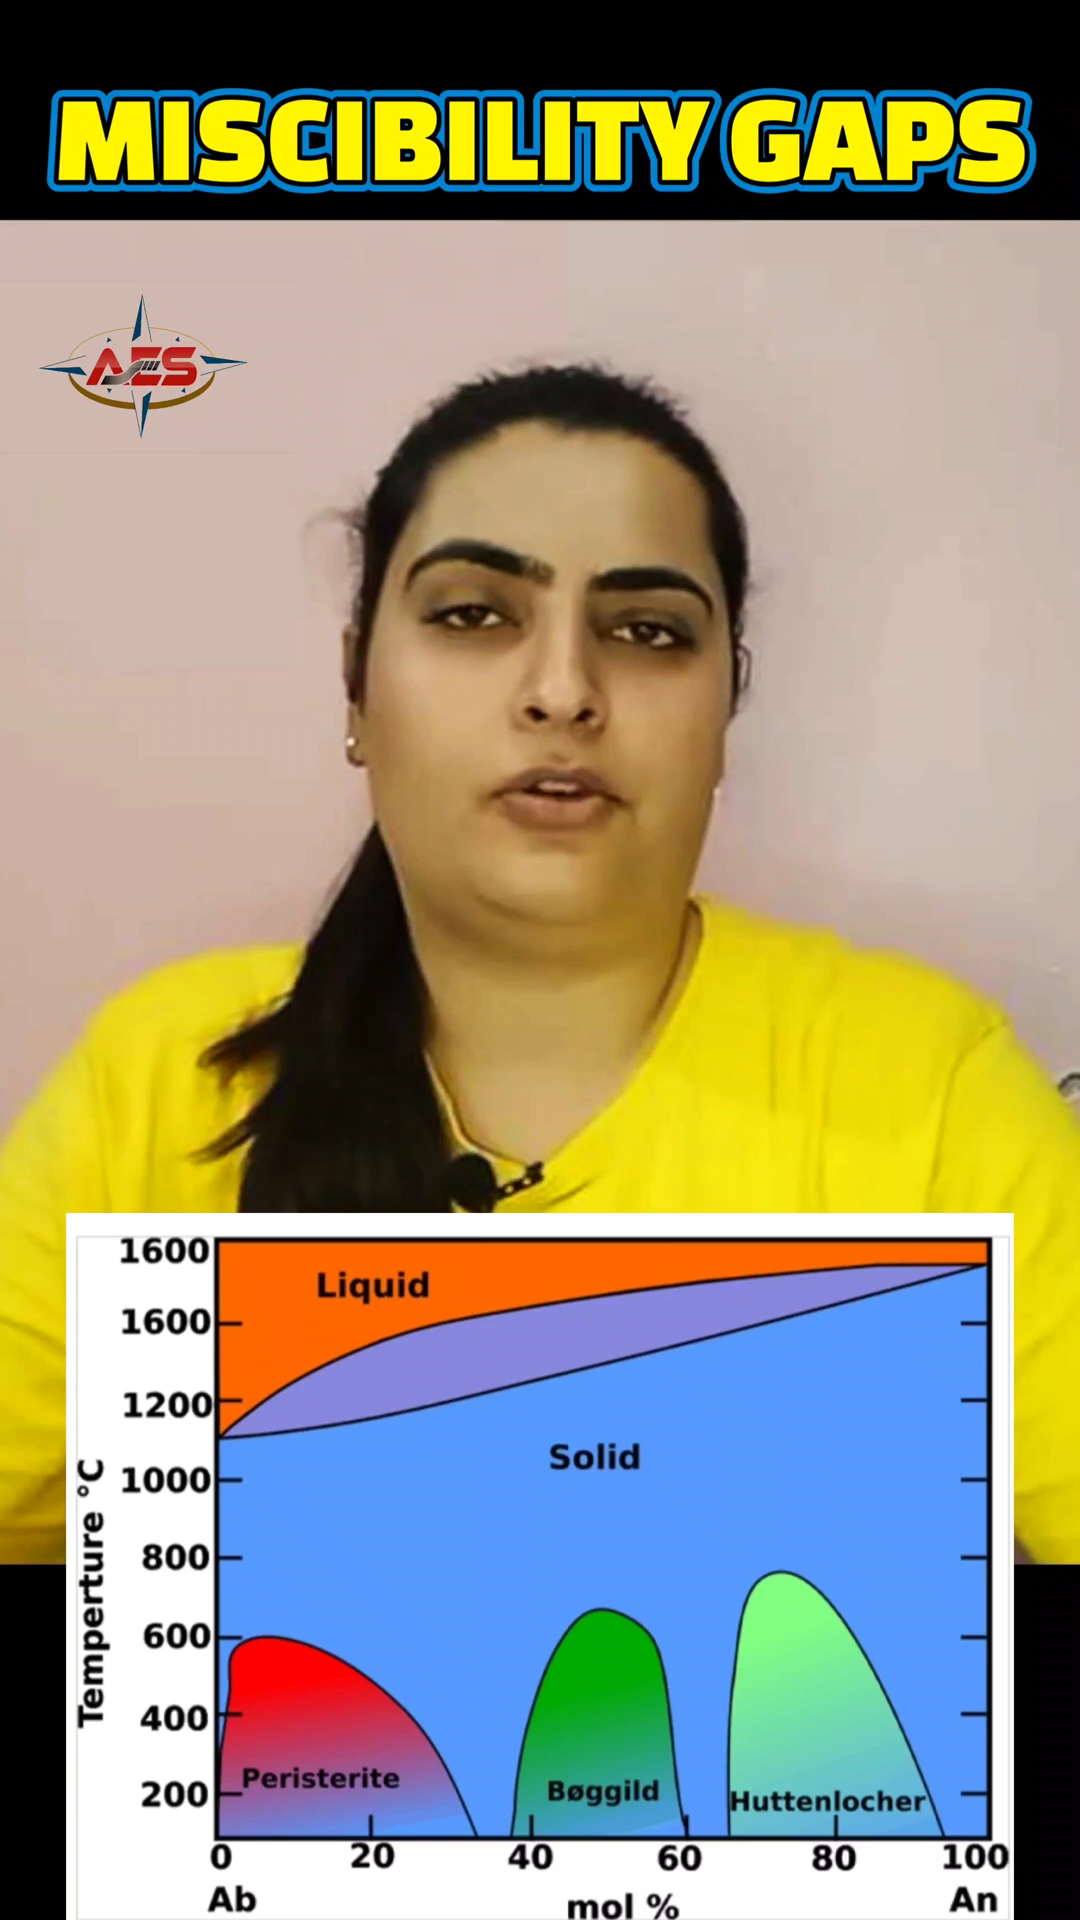 MISCIBILITY GAPS
AES
1600
Liquid
1600
1200
Solid
1000
800
600
400
200
Temperture °C
Peristerite
Bøggild
Huttenlocher
0 20 40 60 80 100
Ab mol % An